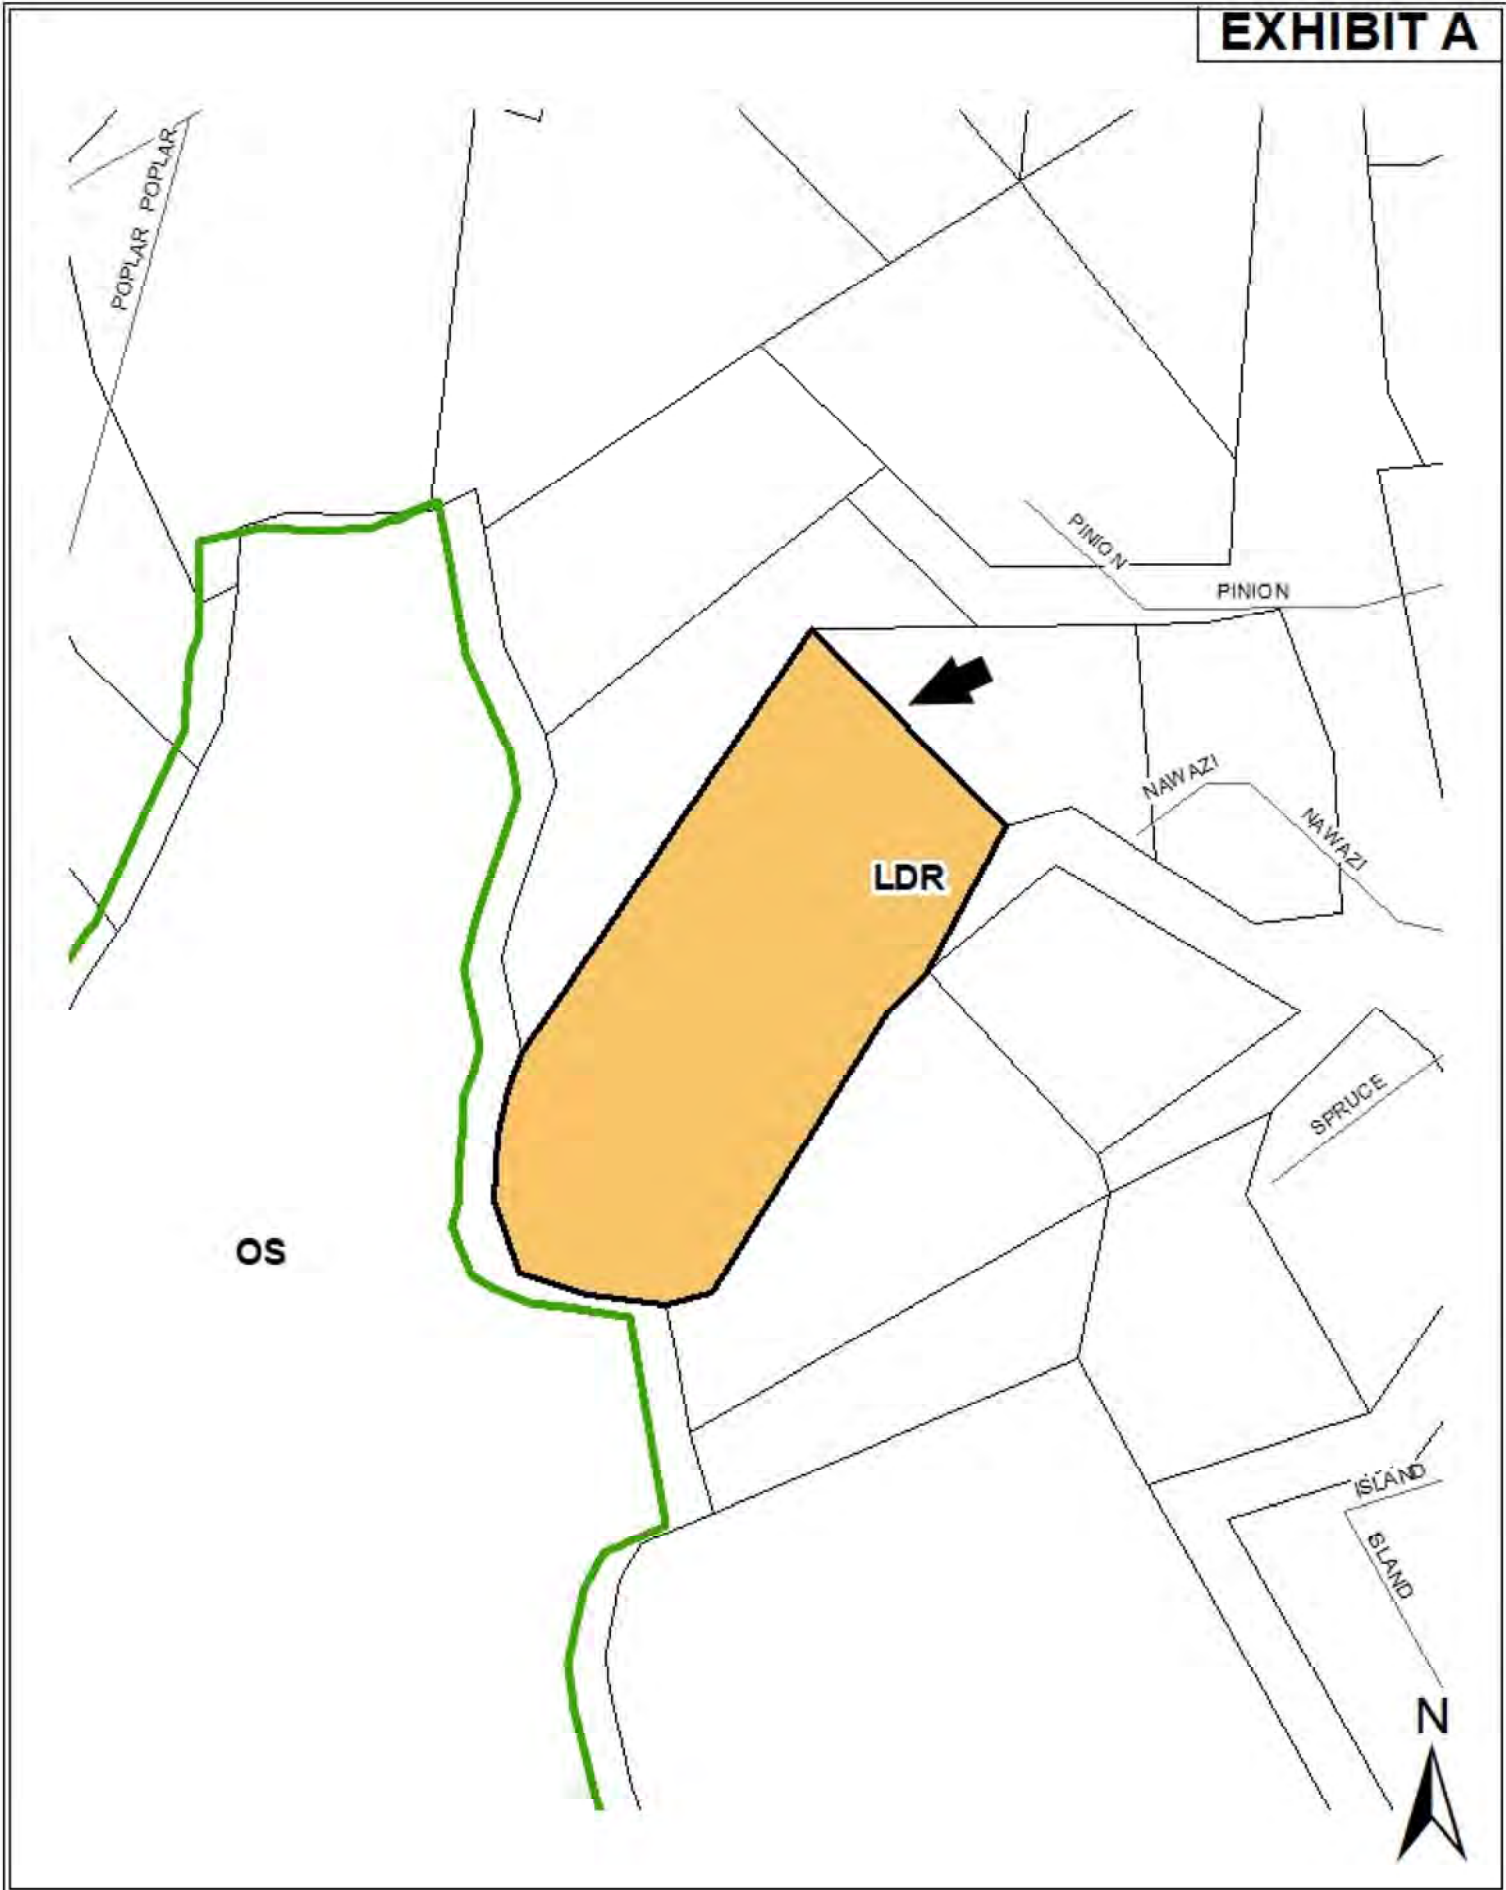 EXHIBIT A
POPLAR
POPLAR
PINION
PINION
NAWAZI
NAWAZI
LDR
SPRUCE
OS
ISLAND
ISLAND
N